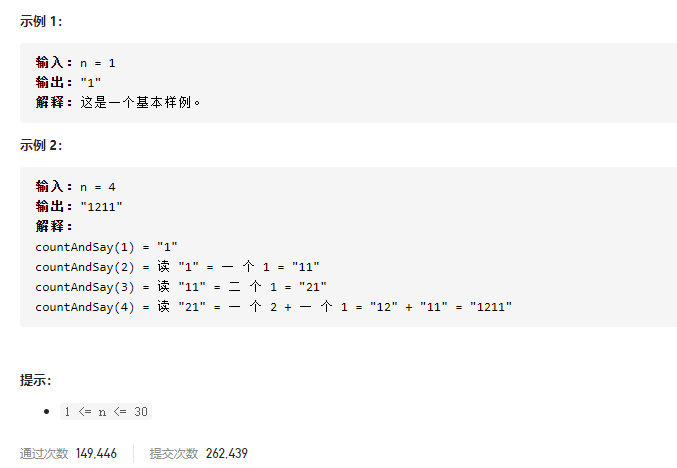 示例 1：
输入：n = 1
输出："1"
解释：这是一个基本样例。
示例 2：
输入：n = 4
输出："1211"
解释：
countAndSay(1) = "1"
countAndSay(2) = 读 "1" = 一 个 1 = "11"
countAndSay(3) = 读 "11" = 二 个 1 = "21"
countAndSay(4) = 读 "21" = 一 个 2 + 一 个 1 = "12" + "11" = "1211"
提示：
• 1 <= n <= 30
通过次数 149,446 提交次数 262,439